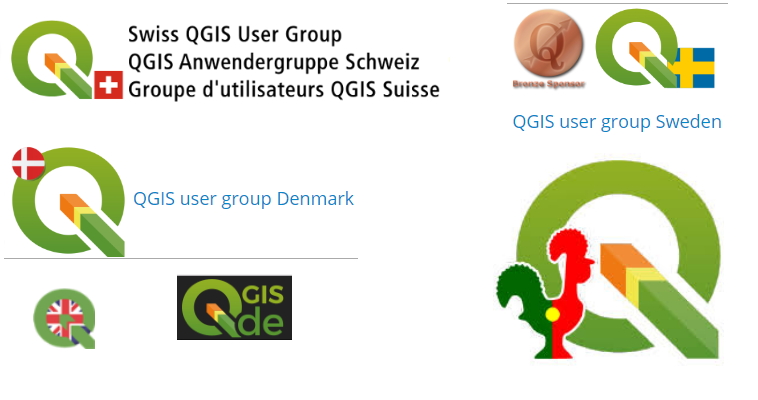 Swiss QGIS User Group
QGIS Anwendergruppe Schweiz
Groupe d'utilisateurs QGIS Suisse
Bronze Sponsor
QGIS user group Sweden
QGIS user group Denmark
QGIS
de